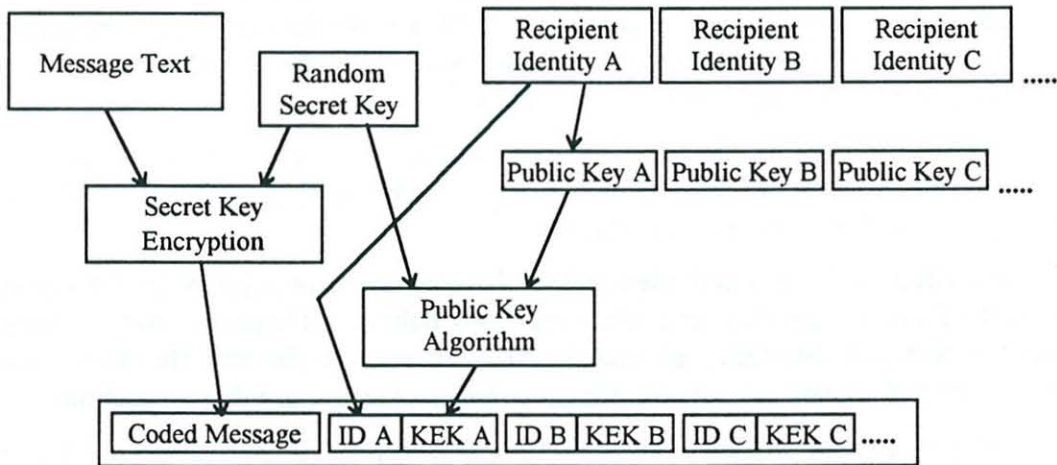 Message Text
Random
Secret Key
Recipient
Identity A
Recipient
Identity B
Recipient
Identity C
.....
Public Key A
Public Key B
Public Key C
.....
Secret Key
Encryption
Public Key
Algorithm
Coded Message
ID A
KEK A
ID B
KEK B
ID C
KEK C
.....